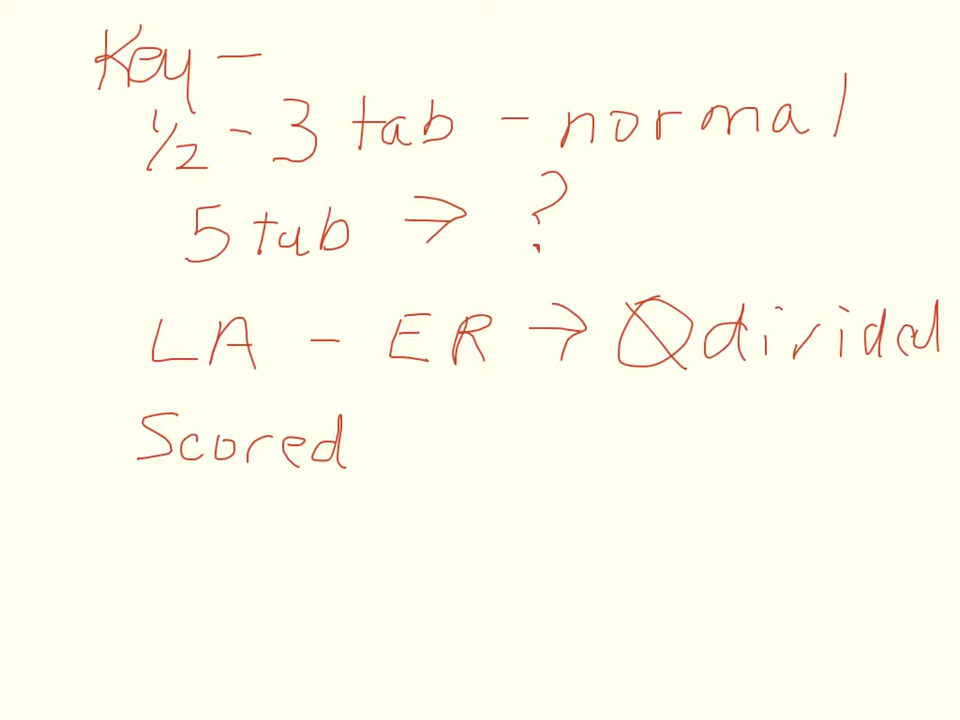 Key -
1/2 - 3 tab - normal
5 tab → ?
LA - ER → Ø divided
Scored